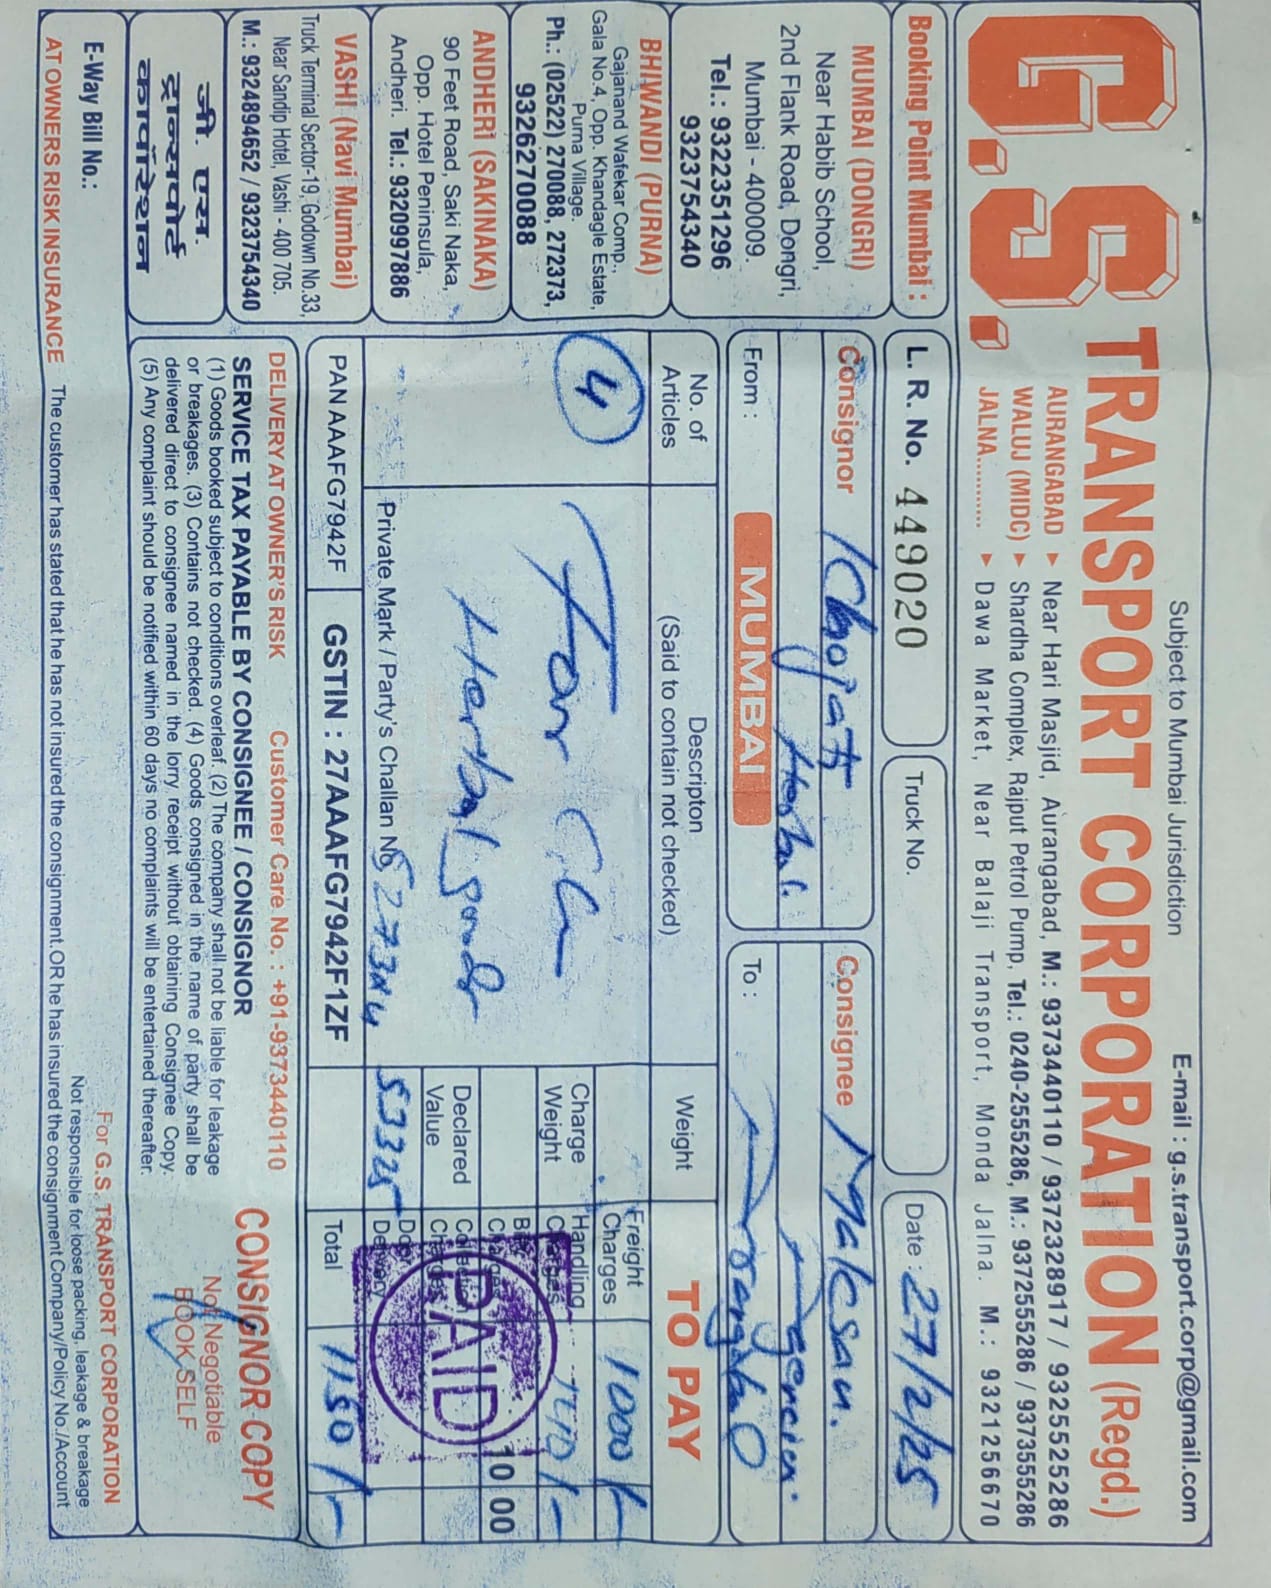 Subject to Mumbai Jurisdiction
E-mail : g.s.transport.corp@gmail.com
G.S. TRANSPORT CORPORATION (Regd.)
AURANGABAD ▸ Near Hari Masjid, Aurangabad, M.: 9373440110 / 9372328917 / 9325525286
WALUJ (MIDC) ▸ Shardha Complex, Rajput Petrol Pump, Tel.: 0240-2555286, M.: 9372555286 / 9373555286
JALNA............ ▸ Dawa Market, Near Balaji Transport, Monda Jalna. M.: 9321256670
Booking Point Mumbai :
MUMBAI (DONGRI)
Near Habib School,
2nd Flank Road, Dongri,
Mumbai - 400009.
Tel.: 9322351296
9323754340
BHIWANDI (PURNA)
Gajanand Wafekar Comp.,
Gala No.4, Opp. Khandagle Estate,
Purna Village.
Ph.: (02522) 270088, 272373,
9326270088
ANDHERI (SAKINAKA)
90 Feet Road, Saki Naka,
Opp. Hotel Peninsula,
Andheri. Tel.: 9320997886
VASHI (Navi Mumbai)
Truck Terminal Sector-19, Godown No.33,
Near Sandip Hotel, Vashi - 400 705.
M.: 9324894652 / 9323754340
जी. एस.
ट्रान्सपोर्ट
कार्पोरेशन
L. R. No. 449020
Truck No.
Date : 27/2/25
Consignor
Consignee
Agencies.
From : MUMBAI
To :
No. of Articles
Descripton
(Said to contain not checked)
Weight
TO PAY
4
Herbal goods
Freight Charges 1000/-
Charge Weight
Handling Charges
10 00
Declared Value
Door Delivery
PAID
Private Mark / Party's Challan No.
PAN AAAFG7942F
GSTIN : 27AAAFG7942F1ZF
Total 1150/-
DELIVERY AT OWNER'S RISK Customer Care No. : +91-9373440110
SERVICE TAX PAYABLE BY CONSIGNEE / CONSIGNOR
(1) Goods booked subject to conditions overleaf. (2) The company shall not be liable for leakage
or breakages. (3) Contains not checked. (4) Goods consigned in the name of party shall be
delivered direct to consignee named in the lorry receipt without obtaining Consignee Copy.
(5) Any complaint should be notified within 60 days no complaints will be entertained thereafter.
CONSIGNOR COPY
Not Negotiable
BOOK SELF
For G.S. TRANSPORT CORPORATION
E-Way Bill No.:
Not responsible for loose packing, leakage & breakage
AT OWNERS RISK INSURANCE The customer has stated that he has not insured the consignment. OR he has insured the consignment Company/Policy No./Account